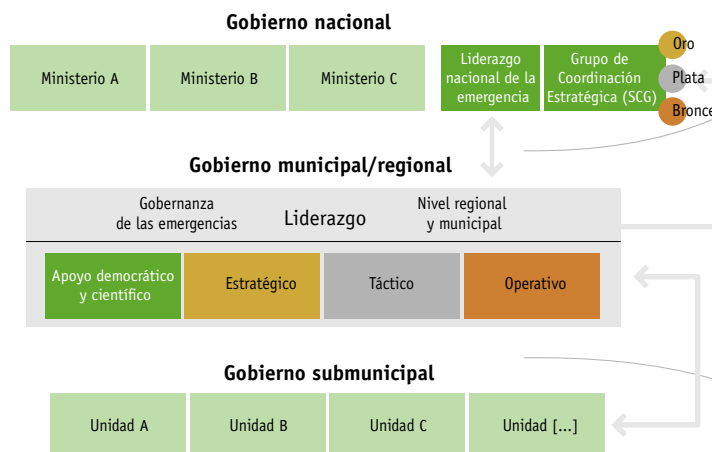 Gobierno nacional
Ministerio A
Ministerio B
Ministerio C
Liderazgo
nacional de la
emergencia
Grupo de
Coordinación
Estratégica (SCG)
Oro
Plata
Bronce
Gobierno municipal/regional
Gobernanza
de las emergencias
Liderazgo
Nivel regional
y municipal
Apoyo democrático
y científico
Estratégico
Táctico
Operativo
Gobierno submunicipal
Unidad A
Unidad B
Unidad C
Unidad [...]